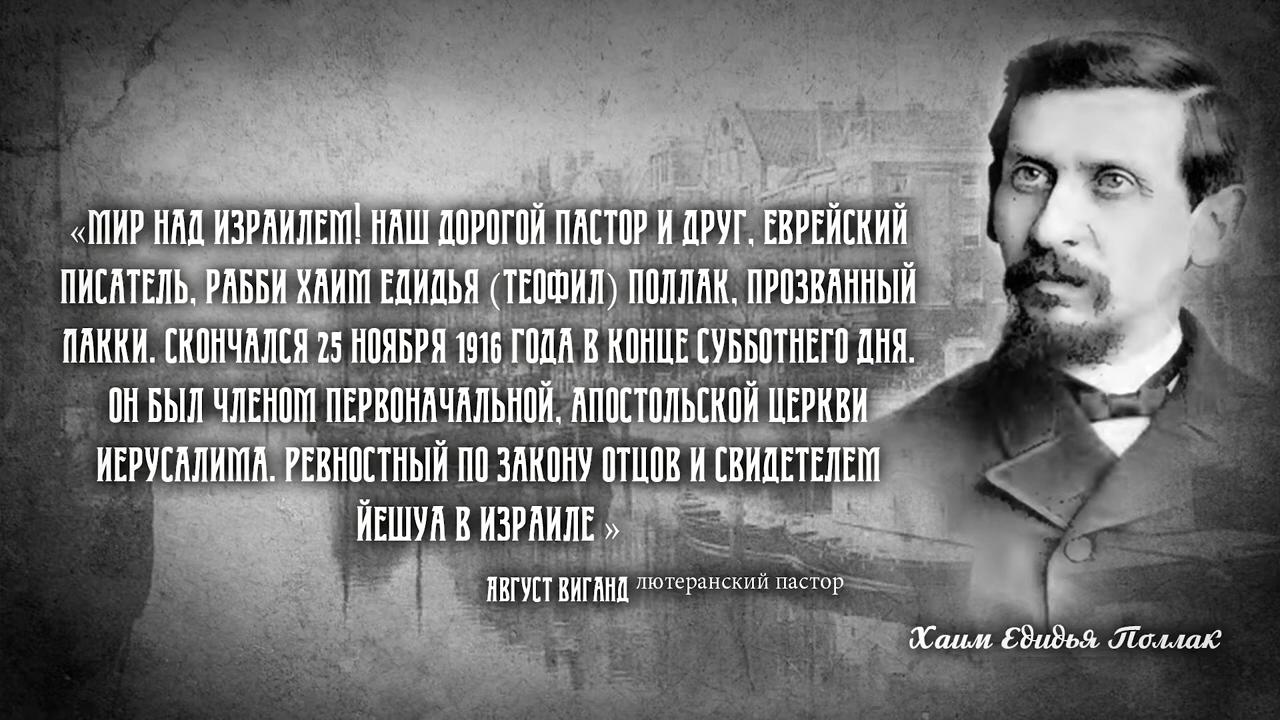 «МИР НАД ИЗРАИЛЕМ! НАШ ДОРОГОЙ ПАСТОР И ДРУГ, ЕВРЕЙСКИЙ
ПИСАТЕЛЬ, РАББИ ХАИМ ЕДИДЬЯ (ТЕОФИЛ) ПОЛЛАК, ПРОЗВАННЫЙ
ЛАККИ. СКОНЧАЛСЯ 25 НОЯБРЯ 1916 ГОДА В КОНЦЕ СУББОТНЕГО ДНЯ.
ОН БЫЛ ЧЛЕНОМ ПЕРВОНАЧАЛЬНОЙ, АПОСТОЛЬСКОЙ ЦЕРКВИ
ИЕРУСАЛИМА. РЕВНОСТНЫЙ ПО ЗАКОНУ ОТЦОВ И СВИДЕТЕЛЕМ
ЙЕШУА В ИЗРАИЛЕ »
АВГУСТ ВИГАНД лютеранский пастор
Хаим Едидья Поллак